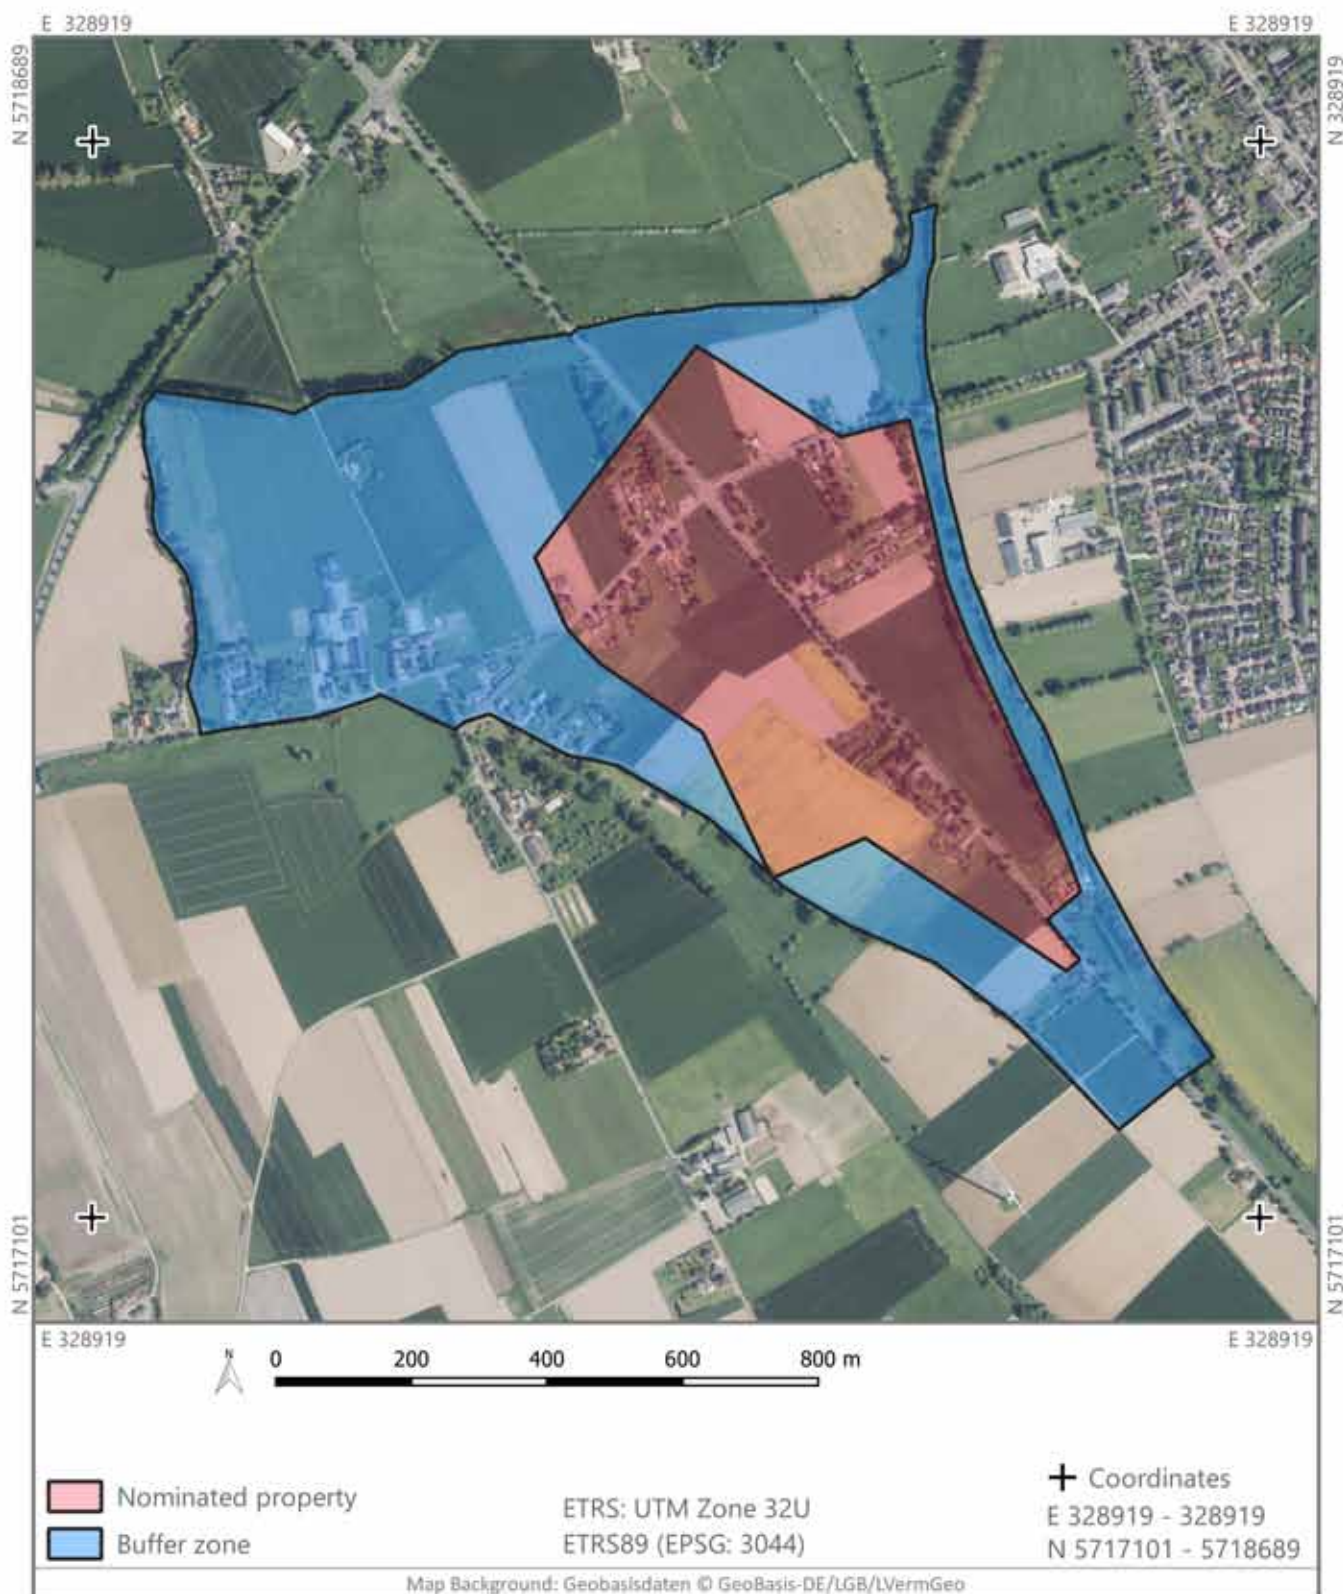 E 328919
E 328919
N 5718689
N 328919
N 5717101
N 5717101
E 328919
E 328919
N
0 200 400 600 800 m
Nominated property
Buffer zone
ETRS: UTM Zone 32U
ETRS89 (EPSG: 3044)
Coordinates
E 328919 - 328919
N 5717101 - 5718689
Map Background: Geobasisdaten © GeoBasis-DE/LGB/LVermGeo